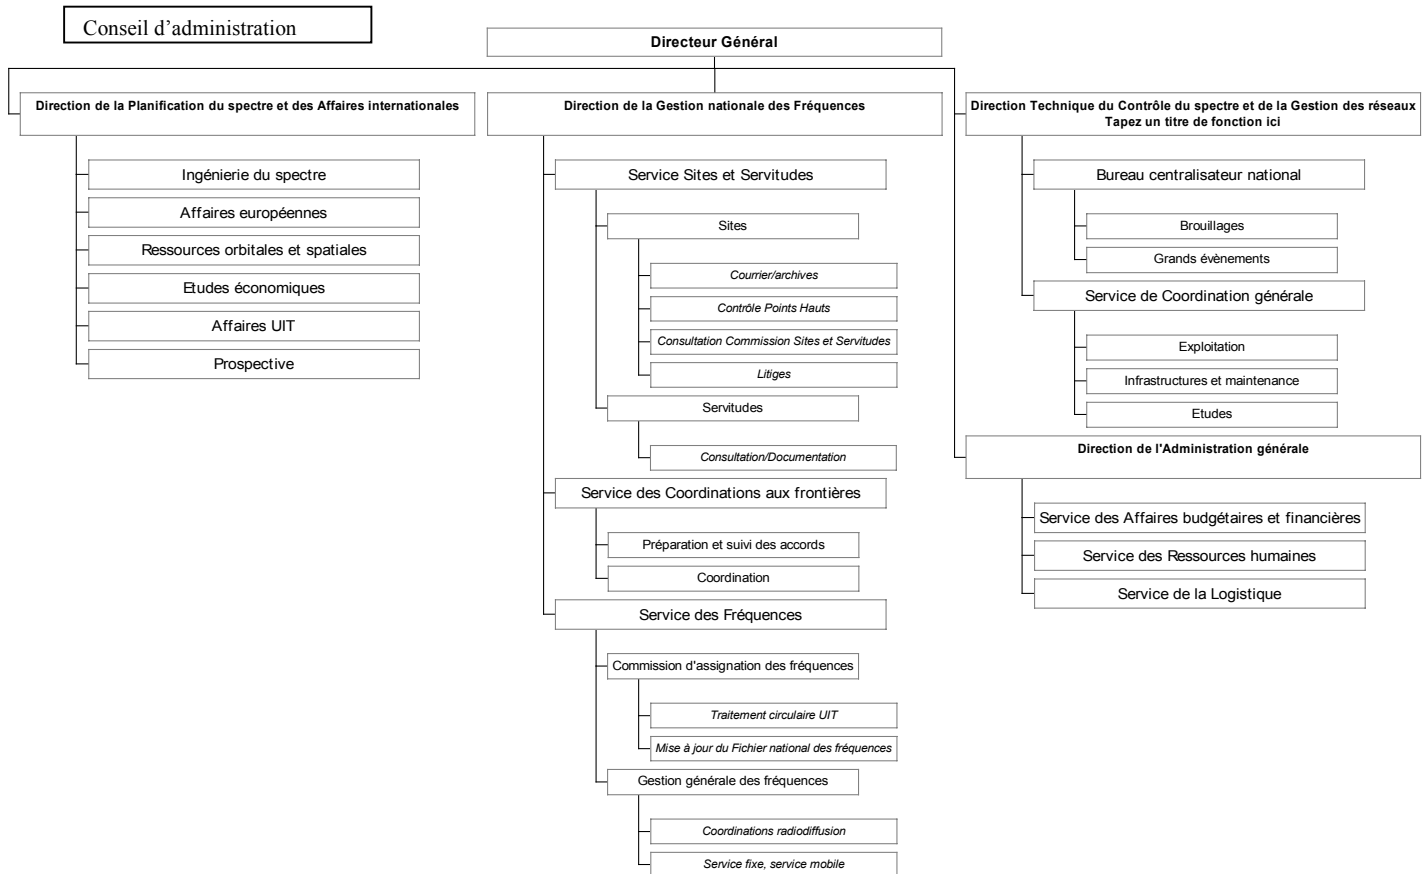 Conseil d’administration
Directeur Général
Direction de la Planification du spectre et des Affaires internationales
Ingénierie du spectre
Affaires européennes
Ressources orbitales et spatiales
Etudes économiques
Affaires UIT
Prospective
Direction de la Gestion nationale des Fréquences
Service Sites et Servitudes
Sites
Courrier/archives
Contrôle Points Hauts
Consultation Commission Sites et Servitudes
Litiges
Servitudes
Consultation/Documentation
Service des Coordinations aux frontières
Préparation et suivi des accords
Coordination
Service des Fréquences
Commission d'assignation des fréquences
Traitement circulaire UIT
Mise à jour du Fichier national des fréquences
Gestion générale des fréquences
Coordinations radiodiffusion
Service fixe, service mobile
Direction Technique du Contrôle du spectre et de la Gestion des réseaux
Tapez un titre de fonction ici
Bureau centralisateur national
Brouillages
Grands évènements
Service de Coordination générale
Exploitation
Infrastructures et maintenance
Etudes
Direction de l'Administration générale
Service des Affaires budgétaires et financières
Service des Ressources humaines
Service de la Logistique